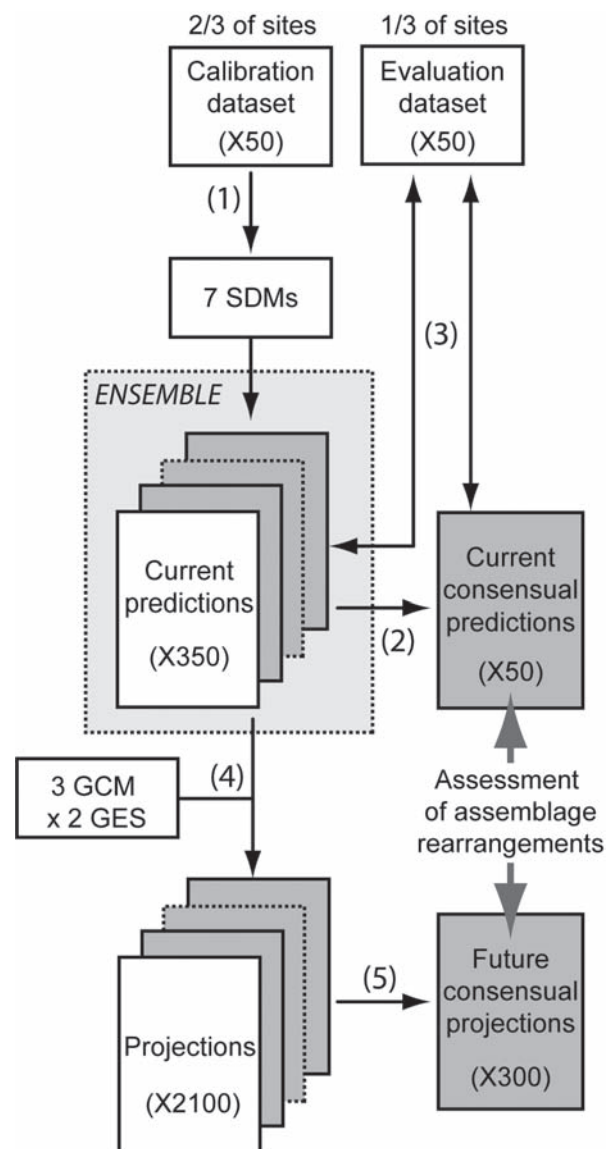 2/3 of sites
1/3 of sites
Calibration
dataset
(X50)
Evaluation
dataset
(X50)
(1)
7 SDMs
(3)
ENSEMBLE
Current
predictions
(X350)
(2)
Current
consensual
predictions
(X50)
3 GCM
x 2 GES
(4)
Assessment
of assemblage
rearrangements
Projections
(X2100)
(5)
Future
consensual
projections
(X300)